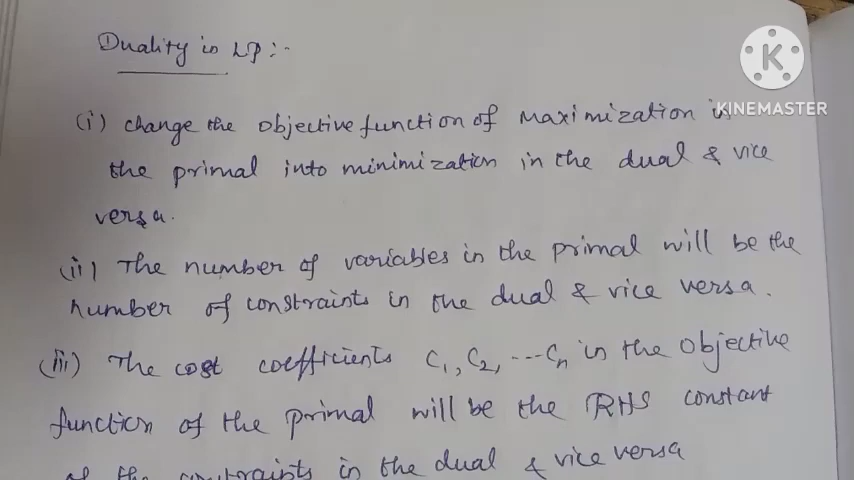 Duality in LP :-
KINEMASTER
(i) change the objective function of maximization in
the primal into minimization in the dual & vice
versa.
(ii) The number of variables in the primal will be the
number of constraints in the dual & vice versa.
(iii) The cost coefficients C1, C2, ---Cn in the objective
function of the primal will be the RHS constant
of the constraints in the dual & vice versa